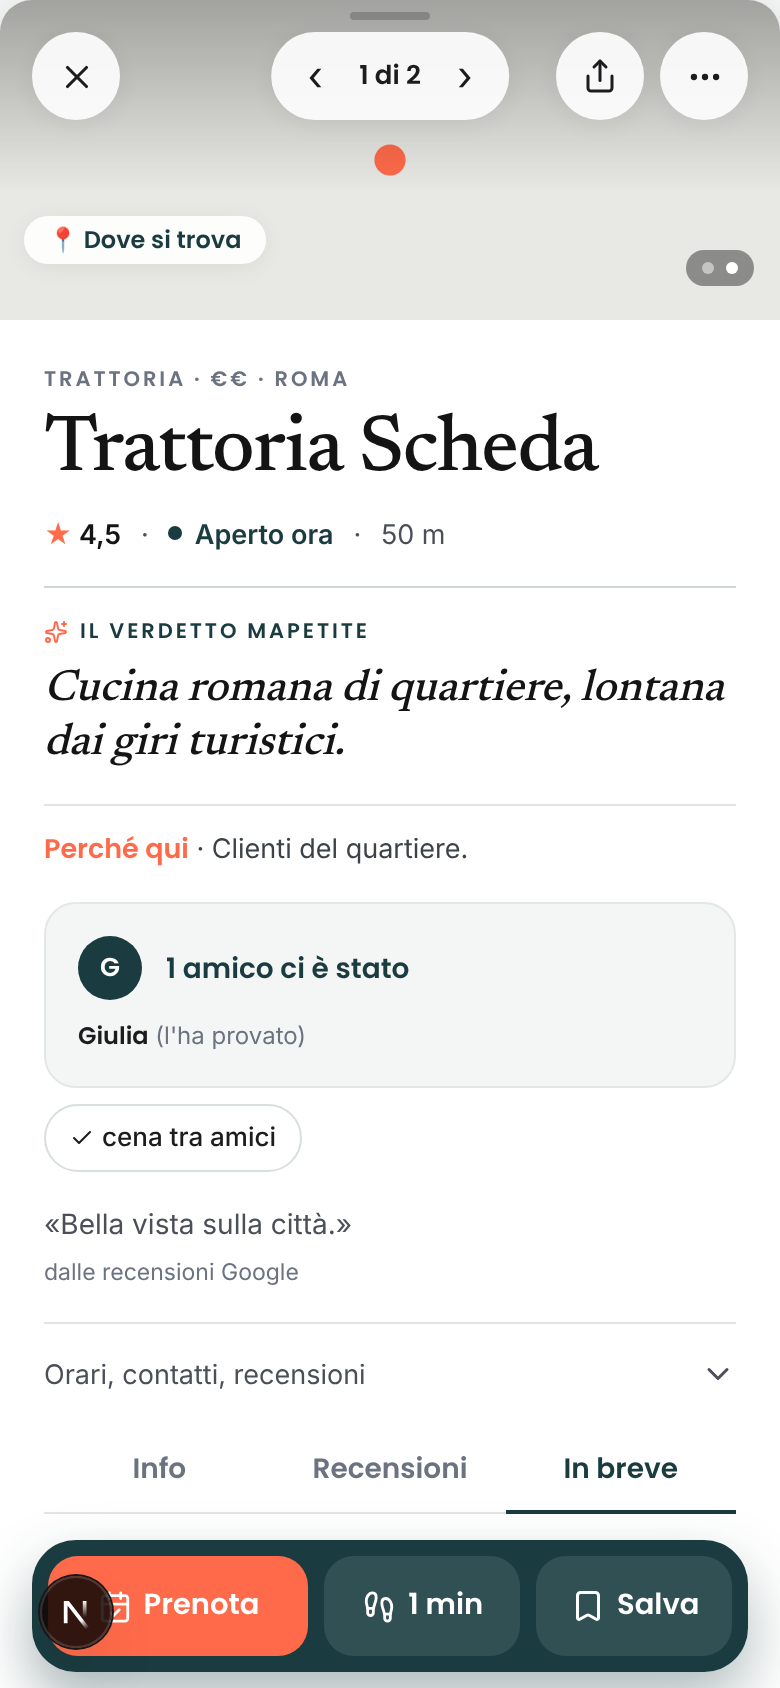 1 di 2
📍 Dove si trova
TRATTORIA · €€ · ROMA
Trattoria Scheda
★ 4,5 · ● Aperto ora · 50 m
IL VERDETTO MAPETITE
Cucina romana di quartiere, lontana
dai giri turistici.
Perché qui · Clienti del quartiere.
G
1 amico ci è stato
Giulia (l'ha provato)
✓ cena tra amici
«Bella vista sulla città.»
dalle recensioni Google
Orari, contatti, recensioni
Info Recensioni In breve
N Prenota 1 min Salva